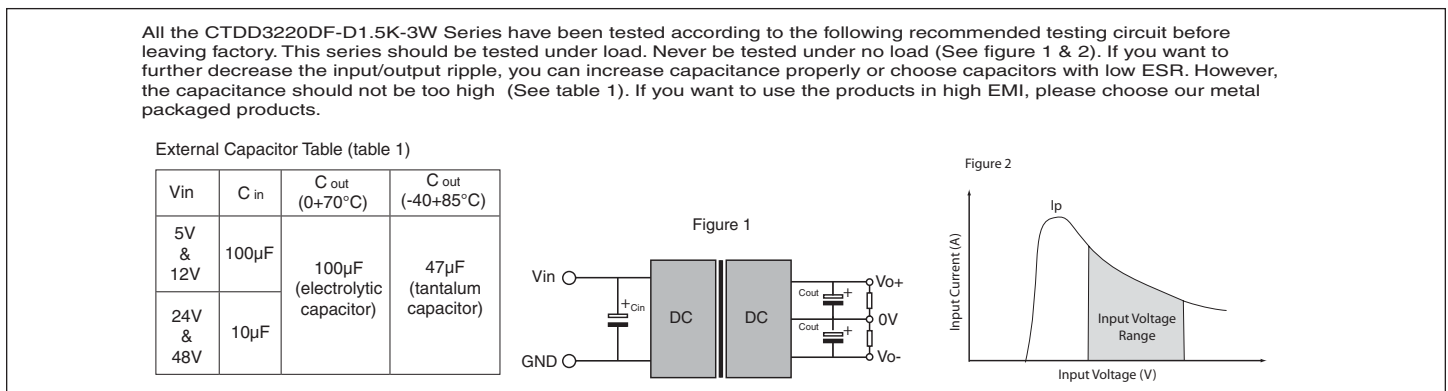 All the CTDD3220DF-D1.5K-3W Series have been tested according to the following recommended testing circuit before
leaving factory. This series should be tested under load. Never be tested under no load (See figure 1 & 2). If you want to
further decrease the input/output ripple, you can increase capacitance properly or choose capacitors with low ESR. However,
the capacitance should not be too high (See table 1). If you want to use the products in high EMI, please choose our metal
packaged products.
External Capacitor Table (table 1)
Vin
C in
C out
(0+70°C)
C out
(-40+85°C)
5V
&
12V
100µF
24V
&
48V
10µF
100µF
(electrolytic
capacitor)
47µF
(tantalum
capacitor)
Figure 1
Vin
GND
+Cin
DC
DC
Cout +
Cout +
Vo+
0V
Vo-
Figure 2
Ip
Input Current (A)
Input Voltage
Range
Input Voltage (V)